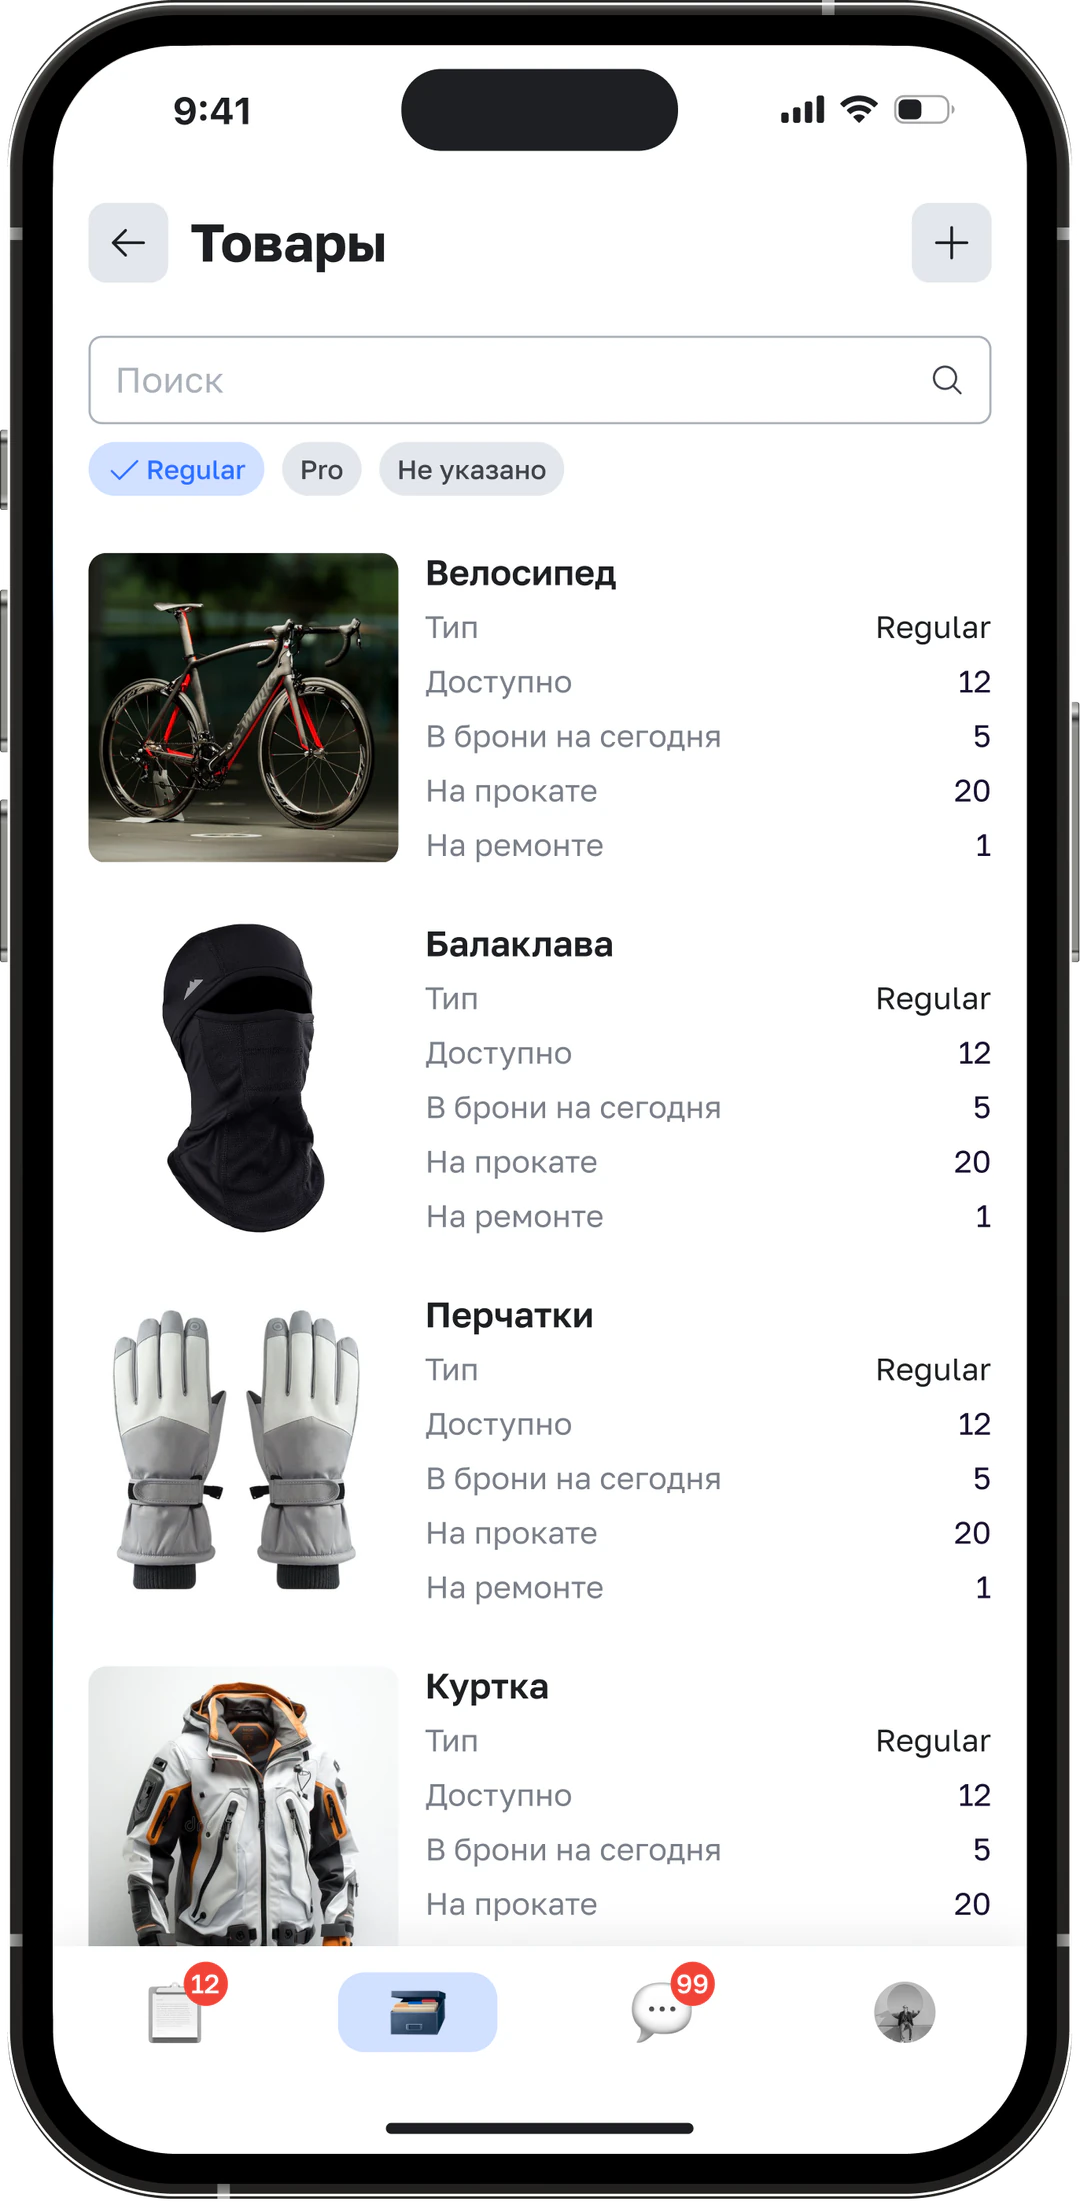 9:41
Товары
Поиск
Regular
Pro
Не указано
Велосипед
Тип Regular
Доступно 12
В брони на сегодня 5
На прокате 20
На ремонте 1
Балаклава
Тип Regular
Доступно 12
В брони на сегодня 5
На прокате 20
На ремонте 1
Перчатки
Тип Regular
Доступно 12
В брони на сегодня 5
На прокате 20
На ремонте 1
Куртка
Тип Regular
Доступно 12
В брони на сегодня 5
На прокате 20
12
99